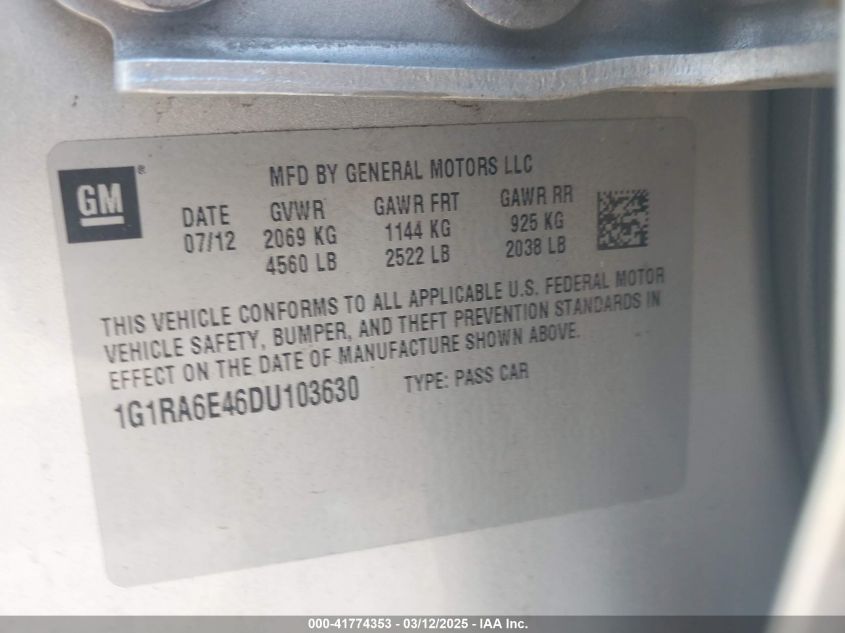 GM ®
MFD BY GENERAL MOTORS LLC
DATE GVWR GAWR FRT GAWR RR
07/12 2069 KG 1144 KG 925 KG
4560 LB 2522 LB 2038 LB
THIS VEHICLE CONFORMS TO ALL APPLICABLE U.S. FEDERAL MOTOR
VEHICLE SAFETY, BUMPER, AND THEFT PREVENTION STANDARDS IN
EFFECT ON THE DATE OF MANUFACTURE SHOWN ABOVE.
1G1RA6E46DU103630 TYPE: PASS CAR
000-41774353 - 03/12/2025 - IAA Inc.